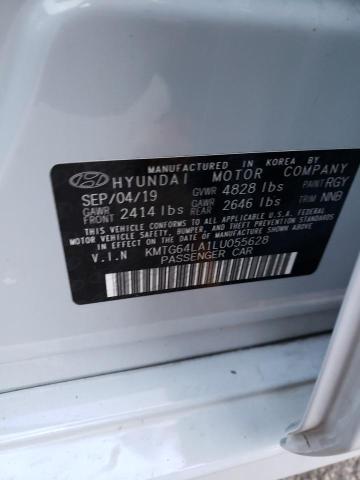 MANUFACTURED IN KOREA BY
HYUNDAI MOTOR COMPANY
SEP/04/19 GVWR 4828 lbs PAINT RGY
GAWR FRONT 2414 lbs GAWR REAR 2646 lbs TRIM NNB
THIS VEHICLE CONFORMS TO ALL APPLICABLE U.S.A. FEDERAL
MOTOR VEHICLE SAFETY, BUMPER, AND THEFT PREVENTION
STANDARDS IN EFFECT ON THE DATE OF MANUFACTURE SHOWN ABOVE.
V.I.N KMTG64LA1LU055628
PASSENGER CAR